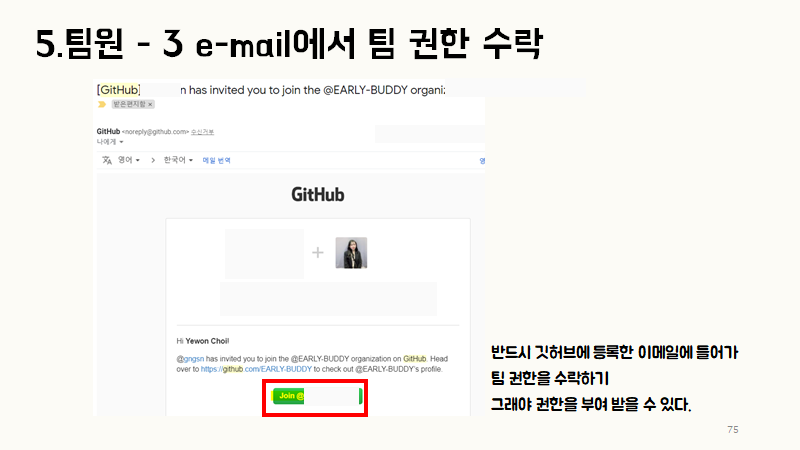 5.팀원 - 3 e-mail에서 팀 권한 수락
[GitHub] n has invited you to join the @EARLY-BUDDY organiz
받은편지함 ×
GitHub <noreply@github.com> 수신거부
나에게
영어 > 한국어 메일 번역
GitHub
+
Hi Yewon Choi!
@gngsn has invited you to join the @EARLY-BUDDY organization on GitHub. Head
over to https://github.com/EARLY-BUDDY to check out @EARLY-BUDDY's profile.
Join @
반드시 깃허브에 등록한 이메일에 들어가
팀 권한을 수락하기
그래야 권한을 부여 받을 수 있다.
75